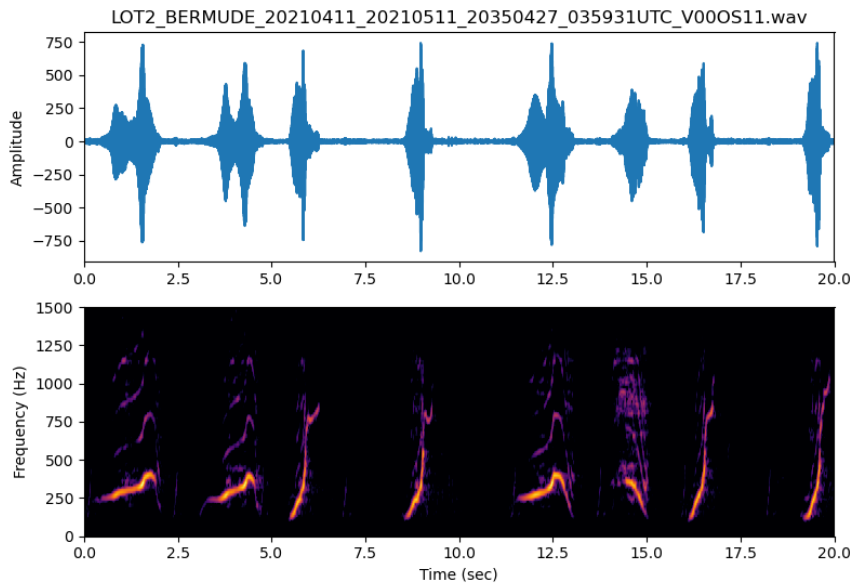 LOT2_BERMUDE_20210411_20210511_20350427_035931UTC_V00OS11.wav
750
500
250
0
−250
−500
−750
Amplitude
0.0 2.5 5.0 7.5 10.0 12.5 15.0 17.5 20.0
1500
1250
1000
750
500
250
0
Frequency (Hz)
0.0 2.5 5.0 7.5 10.0 12.5 15.0 17.5 20.0
Time (sec)